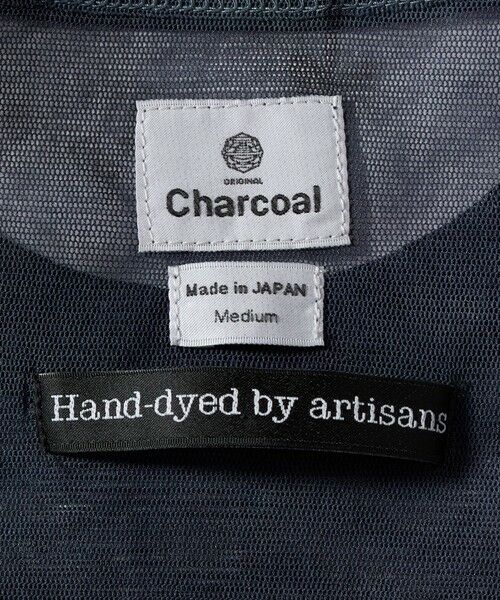 ORIGINAL
Charcoal
Made in JAPAN
Medium
Hand-dyed by artisans